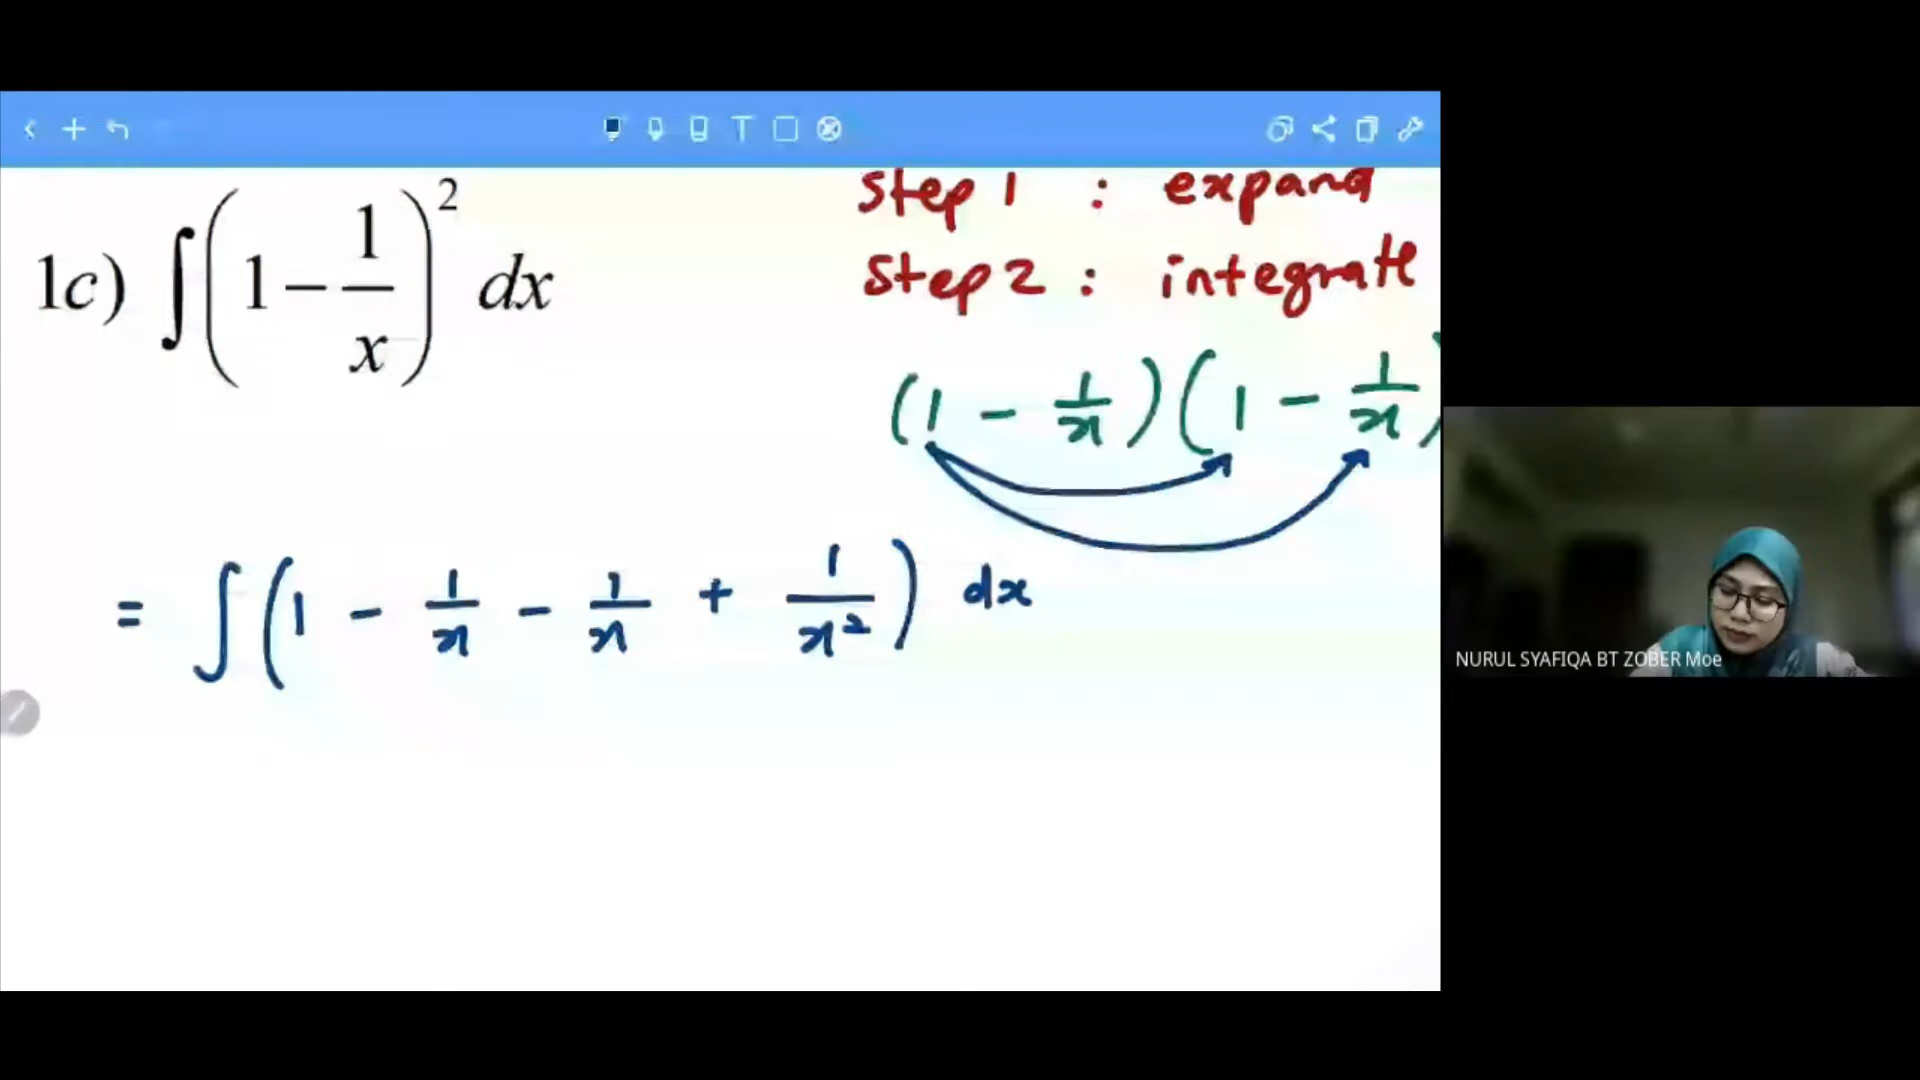 Step 1 : expand
Step 2 : integrate
1c) ∫(1 − 1/x)² dx
(1 − 1/x)(1 − 1/x)
= ∫(1 − 1/x − 1/x + 1/x²) dx
NURUL SYAFIQA BT ZOBER Moe